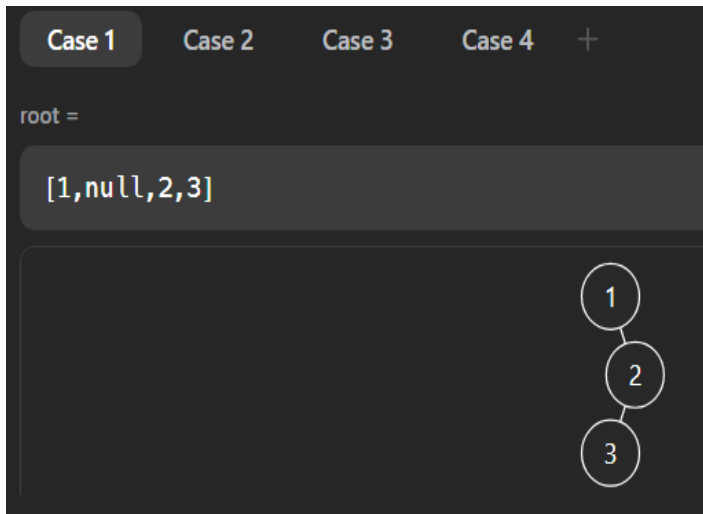 Case 1 Case 2 Case 3 Case 4 +
root =
[1,null,2,3]
1
2
3